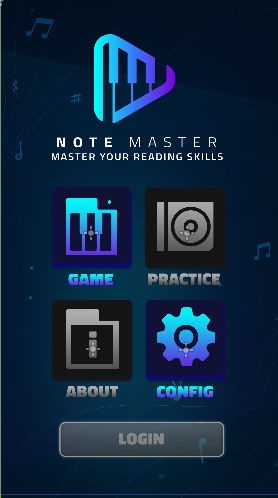 NOTE MASTER
MASTER YOUR READING SKILLS
GAME
PRACTICE
ABOUT
CONFIG
LOGIN